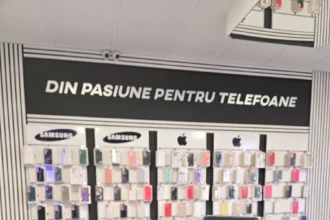 DIN PASIUNE PENTRU TELEFOANE
SAMSUNG SAMSUNG